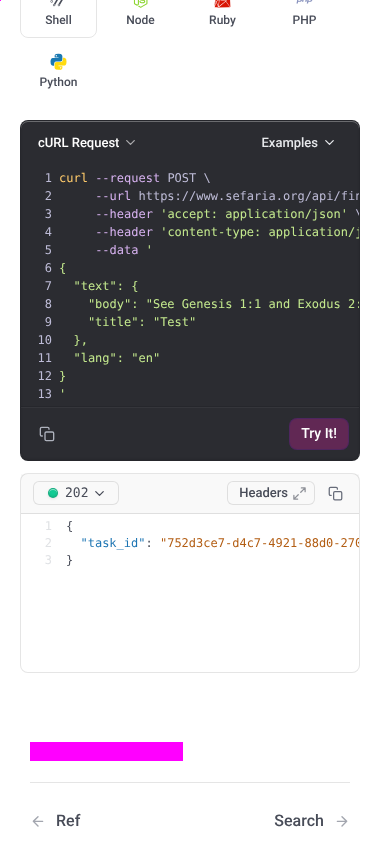 Shell
Node
Ruby
PHP
Python
cURL Request
Examples
1 curl --request POST \
2 --url https://www.sefaria.org/api/fin
3 --header 'accept: application/json' \
4 --header 'content-type: application/j
5 --data '
6 {
7 "text": {
8 "body": "See Genesis 1:1 and Exodus 2:
9 "title": "Test"
10 },
11 "lang": "en"
12 }
13 '
Try It!
202
Headers
1 {
2 "task_id": "752d3ce7-d4c7-4921-88d0-270
3 }
← Ref
Search →